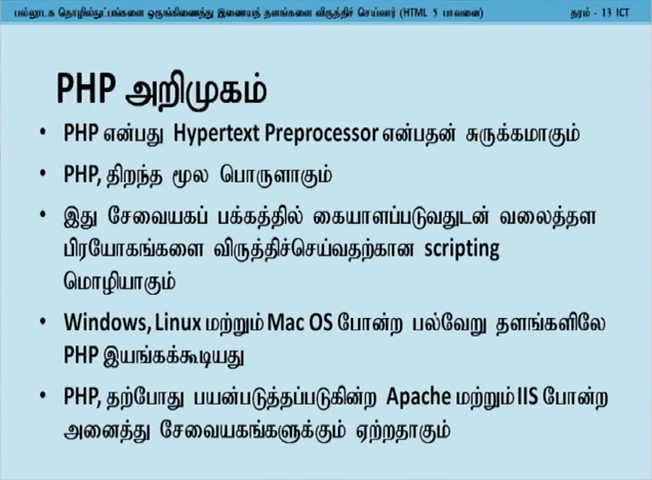 பல்லூடக தொழில்நுட்பங்களை ஒருங்கிணைத்து இணையத் தளங்களை விருத்திச் செய்வார் (HTML 5 பாவனை)
தரம் - 13 ICT
PHP அறிமுகம்
• PHP என்பது Hypertext Preprocessor என்பதன் சுருக்கமாகும்
• PHP, திறந்த மூல பொருளாகும்
• இது சேவையகப் பக்கத்தில் கையாளப்படுவதுடன் வலைத்தள
பிரயோகங்களை விருத்திச்செய்வதற்கான scripting
மொழியாகும்
• Windows, Linux மற்றும் Mac OS போன்ற பல்வேறு தளங்களிலே
PHP இயங்கக்கூடியது
• PHP, தற்போது பயன்படுத்தப்படுகின்ற Apache மற்றும் IIS போன்ற
அனைத்து சேவையகங்களுக்கும் ஏற்றதாகும்